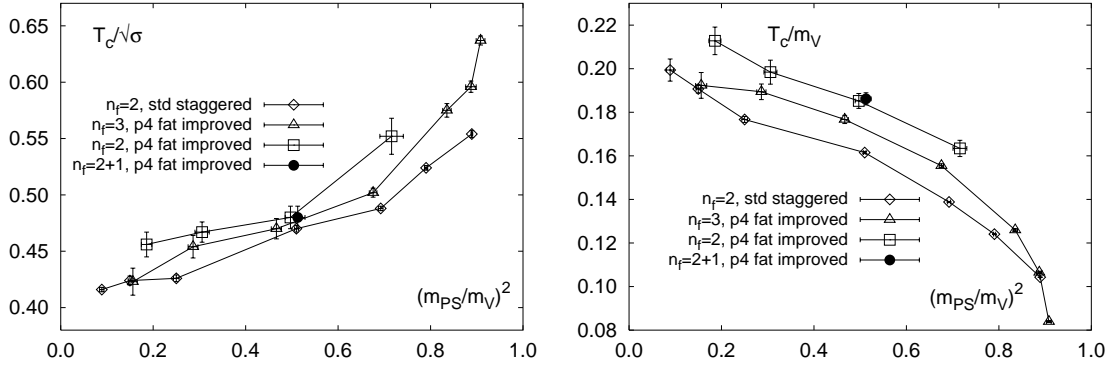 T_c/√σ
0.65
0.60
0.55
0.50
0.45
0.40
n_f=2, std staggered
n_f=3, p4 fat improved
n_f=2, p4 fat improved
n_f=2+1, p4 fat improved
(m_PS/m_V)^2
0.0 0.2 0.4 0.6 0.8 1.0
T_c/m_V
0.22
0.20
0.18
0.16
0.14
0.12
0.10
0.08
n_f=2, std staggered
n_f=3, p4 fat improved
n_f=2, p4 fat improved
n_f=2+1, p4 fat improved
(m_PS/m_V)^2
0.0 0.2 0.4 0.6 0.8 1.0